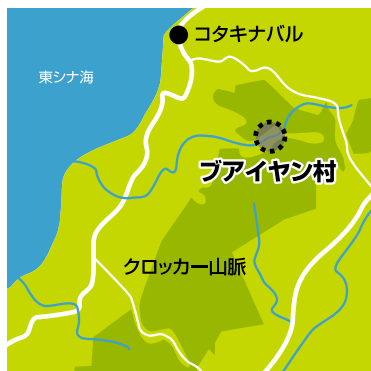 コタキナバル
東シナ海
ブアイヤン村
クロッカー山脈